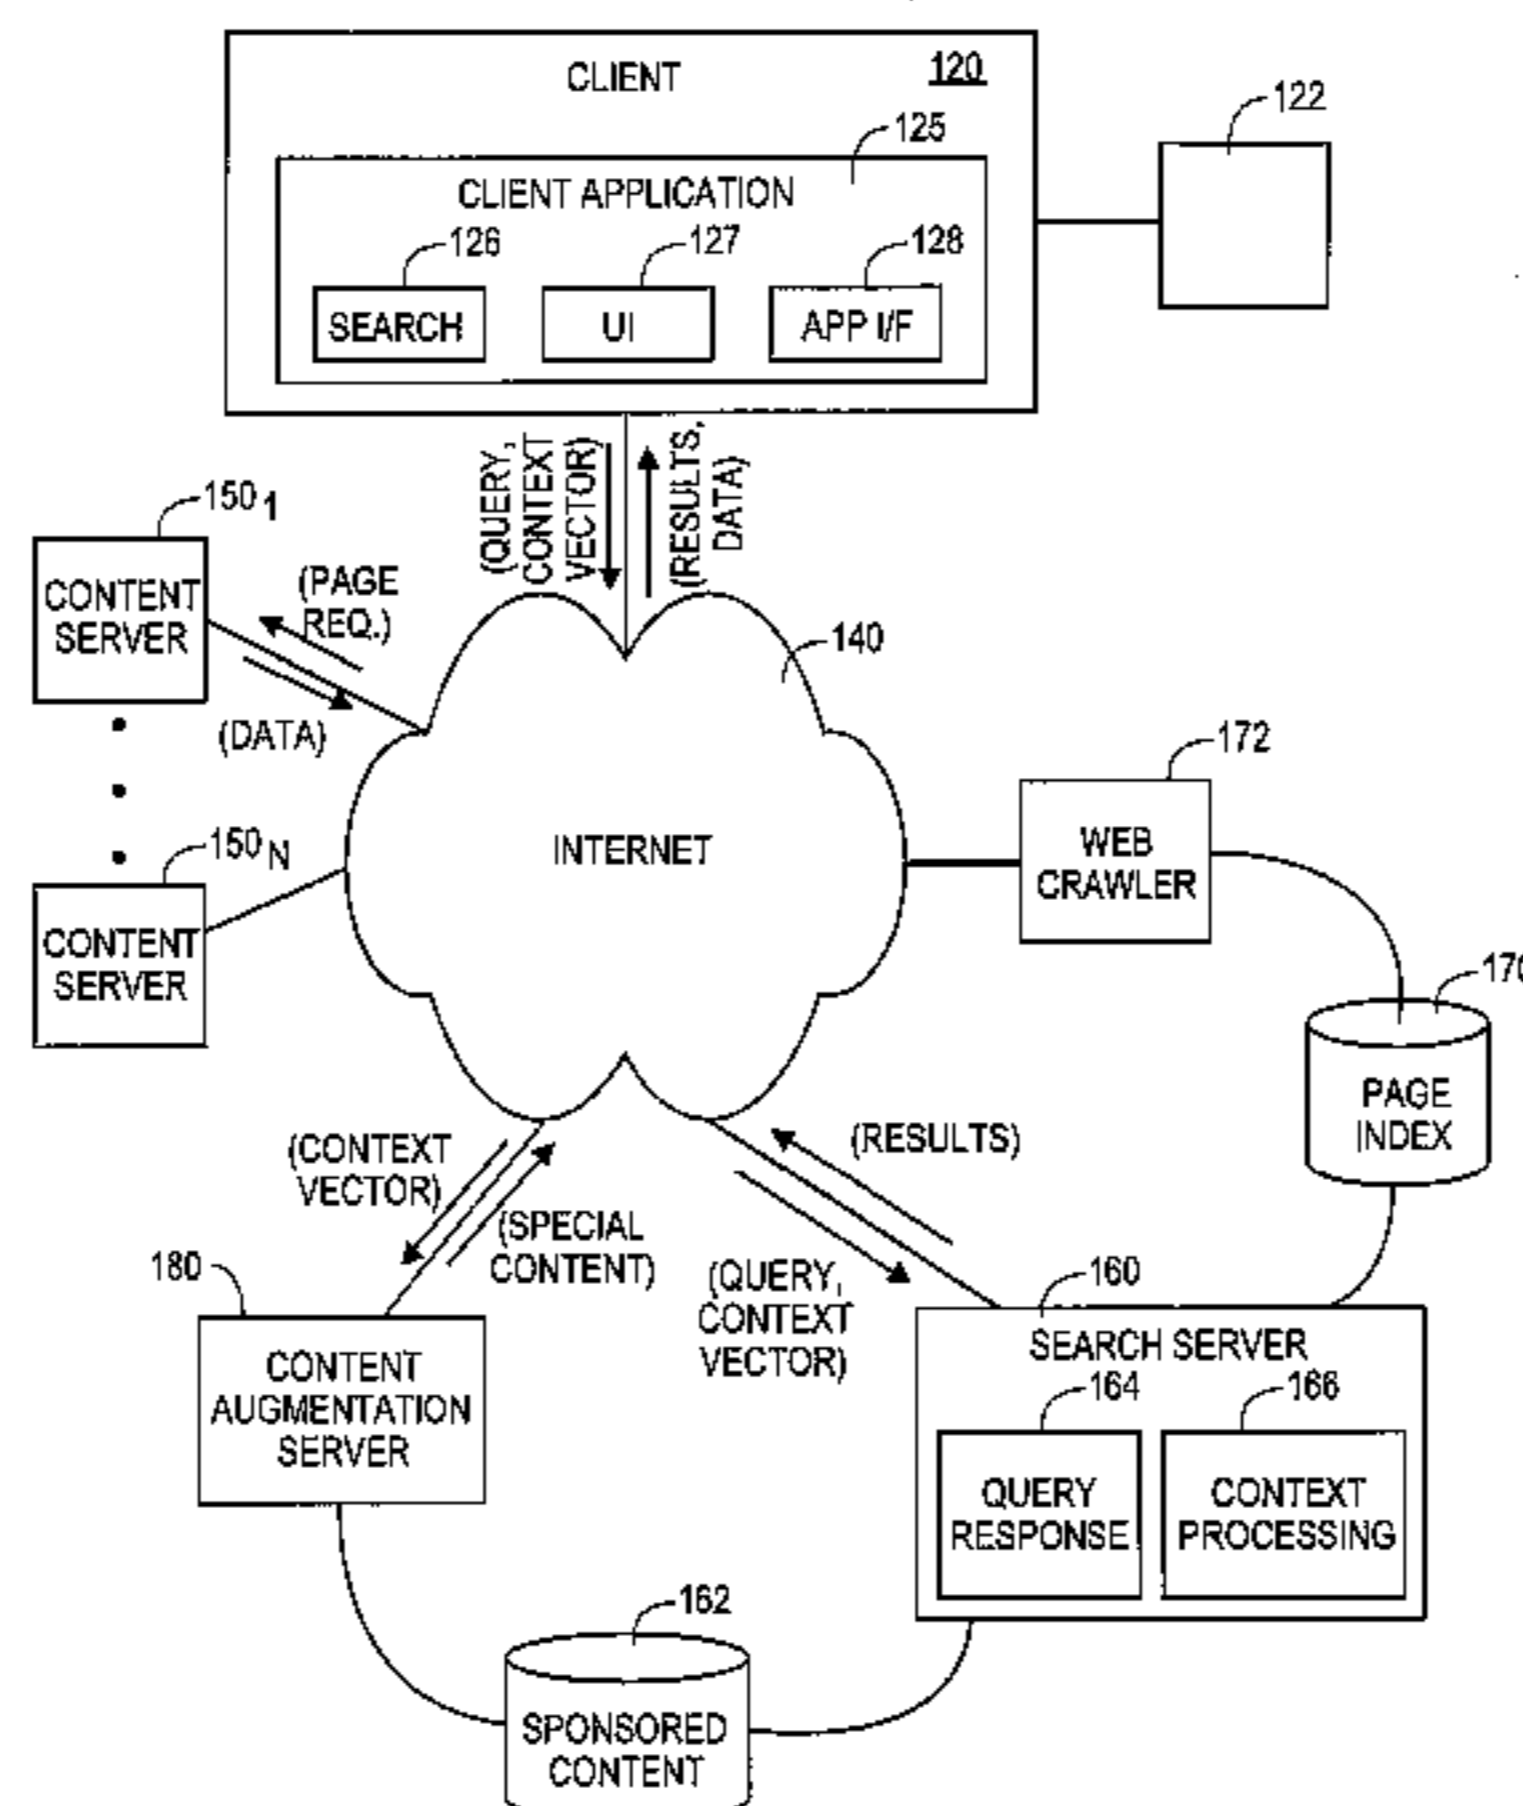 CLIENT
120
122
125
CLIENT APPLICATION
126
127
128
SEARCH
UI
APP I/F
(QUERY,
CONTEXT
VECTOR)
(RESULTS,
DATA)
150 1
CONTENT
SERVER
(PAGE
REQ.)
(DATA)
140
INTERNET
150 N
CONTENT
SERVER
172
WEB
CRAWLER
170
PAGE
INDEX
(CONTEXT
VECTOR)
(SPECIAL
CONTENT)
(RESULTS)
(QUERY,
CONTEXT
VECTOR)
180
CONTENT
AUGMENTATION
SERVER
160
SEARCH SERVER
164
166
QUERY
RESPONSE
CONTEXT
PROCESSING
162
SPONSORED
CONTENT